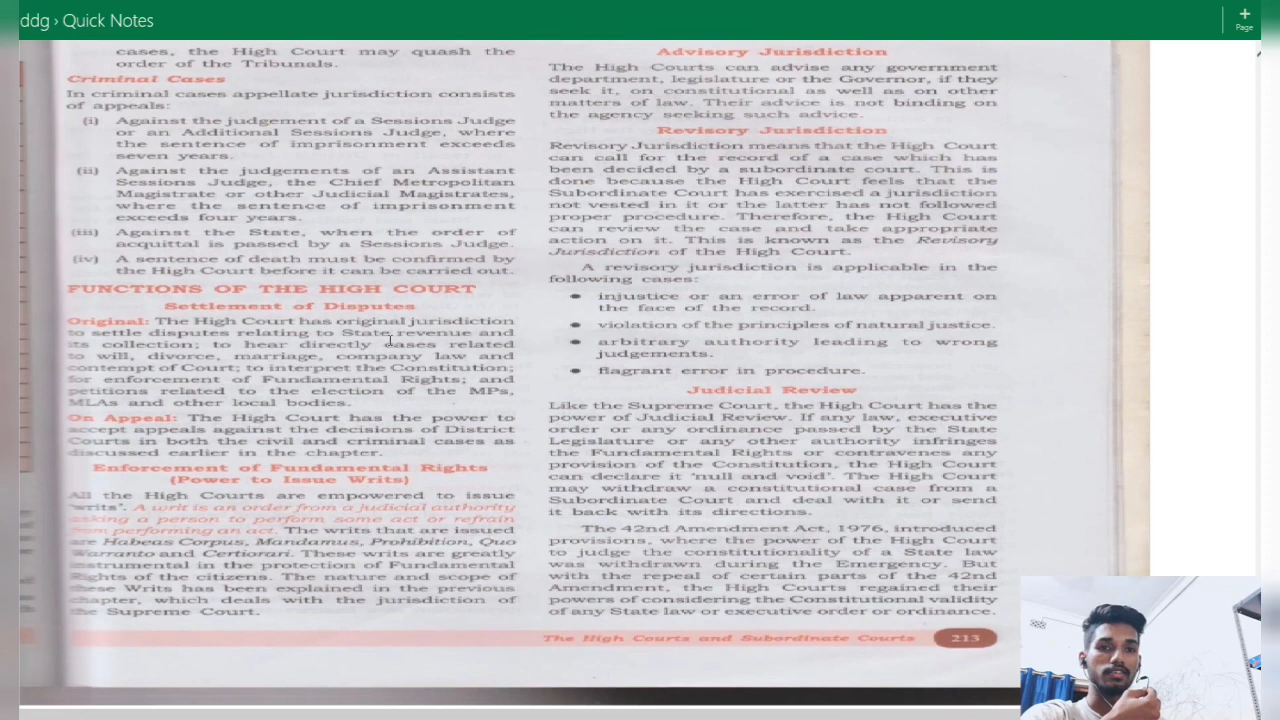 ddg › Quick Notes
+
Page
cases, the High Court may quash the
order of the Tribunals.
Criminal Cases
In criminal cases appellate jurisdiction consists
of appeals:
(i) Against the judgement of a Sessions Judge
or an Additional Sessions Judge, where
the sentence of imprisonment exceeds
seven years.
(ii) Against the judgements of an Assistant
Sessions Judge, the Chief Metropolitan
Magistrate or other Judicial Magistrates,
where the sentence of imprisonment
exceeds four years.
(iii) Against the State, when the order of
acquittal is passed by a Sessions Judge.
(iv) A sentence of death must be confirmed by
the High Court before it can be carried out.
FUNCTIONS OF THE HIGH COURT
Settlement of Disputes
Original: The High Court has original jurisdiction
to settle disputes relating to State revenue and
its collection; to hear directly cases related
to will, divorce, marriage, company law and
contempt of Court; to interpret the Constitution;
for enforcement of Fundamental Rights; and
petitions related to the election of the MPs,
MLAs and other local bodies.
On Appeal: The High Court has the power to
accept appeals against the decisions of District
Courts in both the civil and criminal cases as
discussed earlier in the chapter.
Enforcement of Fundamental Rights
(Power to Issue Writs)
All the High Courts are empowered to issue
'writs'. A writ is an order from a judicial authority
asking a person to perform some act or refrain
from performing an act. The writs that are issued
are Habeas Corpus, Mandamus, Prohibition, Quo
Warranto and Certiorari. These writs are greatly
instrumental in the protection of Fundamental
Rights of the citizens. The nature and scope of
these Writs has been explained in the previous
chapter, which deals with the jurisdiction of
the Supreme Court.
Advisory Jurisdiction
The High Courts can advise any government
department, legislature or the Governor, if they
seek it, on constitutional as well as on other
matters of law. Their advice is not binding on
the agency seeking such advice.
Revisory Jurisdiction
Revisory Jurisdiction means that the High Court
can call for the record of a case which has
been decided by a subordinate court. This is
done because the High Court feels that the
Subordinate Court has exercised a jurisdiction
not vested in it or the latter has not followed
proper procedure. Therefore, the High Court
can review the case and take appropriate
action on it. This is known as the Revisory
Jurisdiction of the High Court.
A revisory jurisdiction is applicable in the
following cases:
● injustice or an error of law apparent on
the face of the record.
● violation of the principles of natural justice.
● arbitrary authority leading to wrong
judgements.
● flagrant error in procedure.
Judicial Review
Like the Supreme Court, the High Court has the
power of Judicial Review. If any law, executive
order or any ordinance passed by the State
Legislature or any other authority infringes
the Fundamental Rights or contravenes any
provision of the Constitution, the High Court
can declare it 'null and void'. The High Court
may withdraw a constitutional case from a
Subordinate Court and deal with it or send
it back with its directions.
The 42nd Amendment Act, 1976, introduced
provisions, where the power of the High Court
to judge the constitutionality of a State law
was withdrawn during the Emergency. But
with the repeal of certain parts of the 42nd
Amendment, the High Courts regained their
powers of considering the Constitutional validity
of any State law or executive order or ordinance.
The High Courts and Subordinate Courts 213